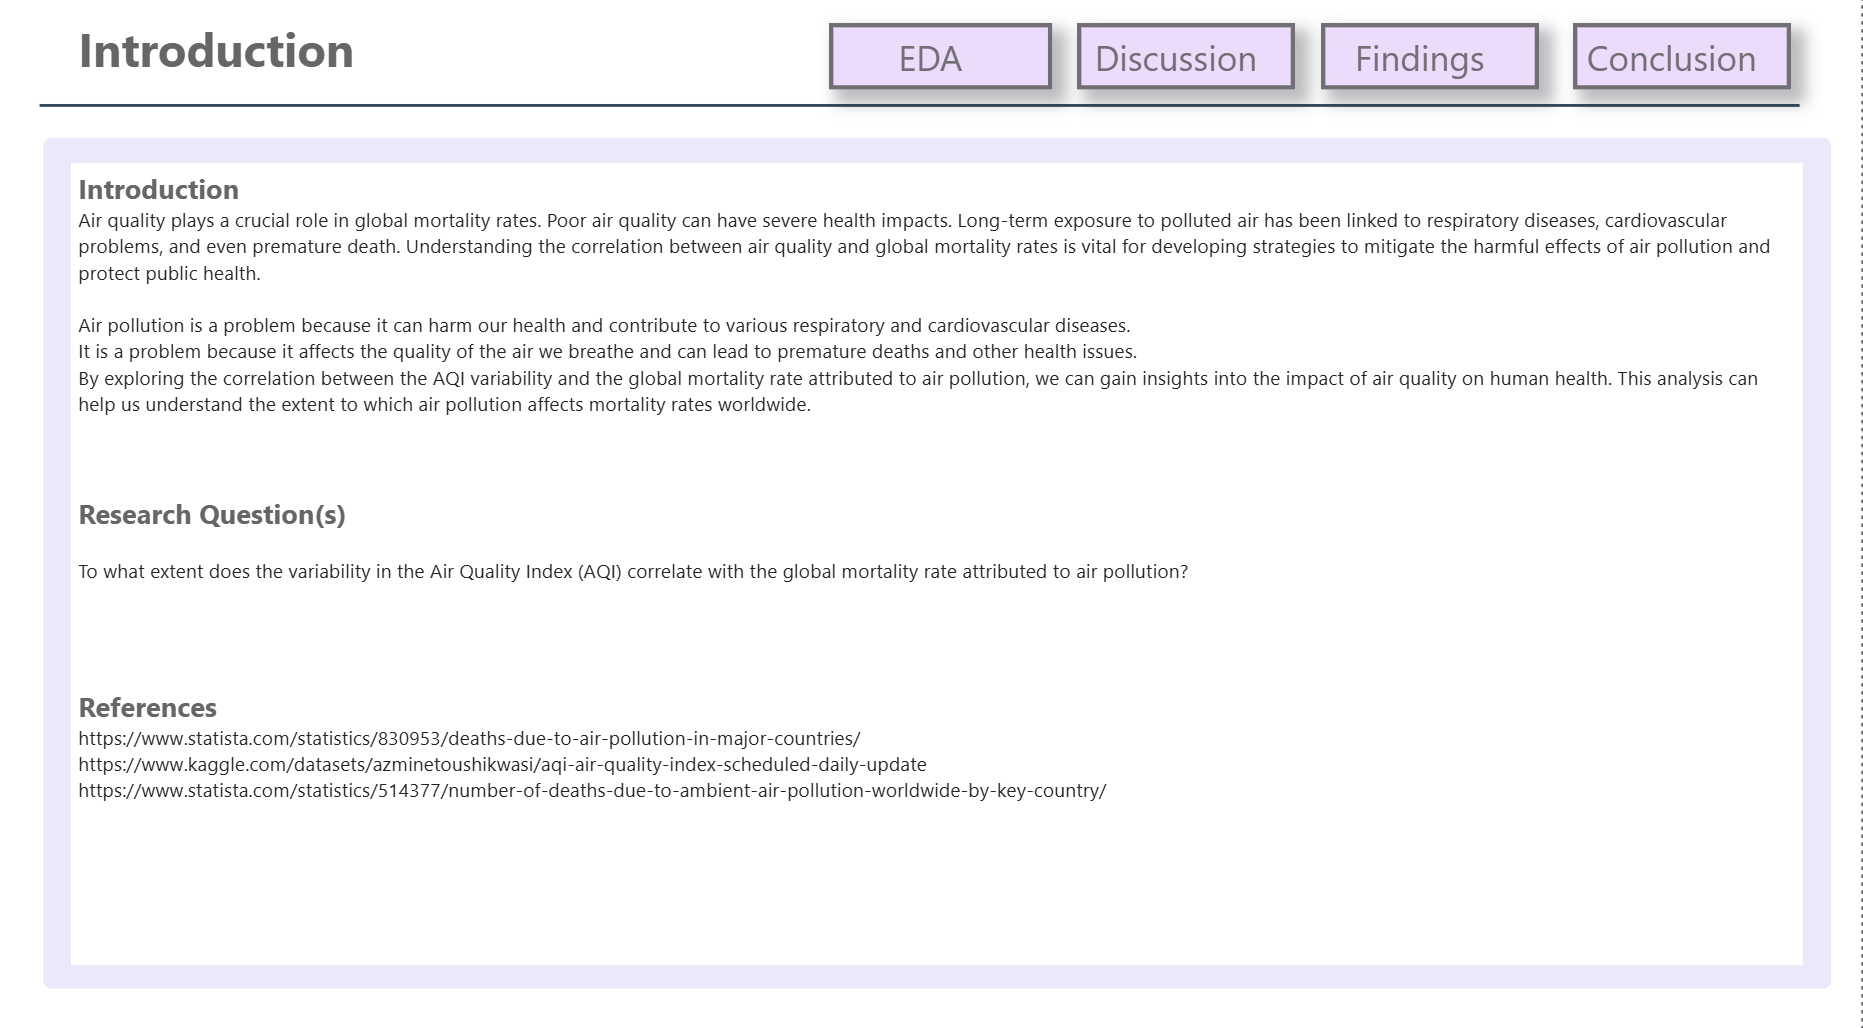 Introduction
EDA
Discussion
Findings
Conclusion
Introduction
Air quality plays a crucial role in global mortality rates. Poor air quality can have severe health impacts. Long-term exposure to polluted air has been linked to respiratory diseases, cardiovascular
problems, and even premature death. Understanding the correlation between air quality and global mortality rates is vital for developing strategies to mitigate the harmful effects of air pollution and
protect public health.
Air pollution is a problem because it can harm our health and contribute to various respiratory and cardiovascular diseases.
It is a problem because it affects the quality of the air we breathe and can lead to premature deaths and other health issues.
By exploring the correlation between the AQI variability and the global mortality rate attributed to air pollution, we can gain insights into the impact of air quality on human health. This analysis can
help us understand the extent to which air pollution affects mortality rates worldwide.
Research Question(s)
To what extent does the variability in the Air Quality Index (AQI) correlate with the global mortality rate attributed to air pollution?
References
https://www.statista.com/statistics/830953/deaths-due-to-air-pollution-in-major-countries/
https://www.kaggle.com/datasets/azminetoushikwasi/aqi-air-quality-index-scheduled-daily-update
https://www.statista.com/statistics/514377/number-of-deaths-due-to-ambient-air-pollution-worldwide-by-key-country/